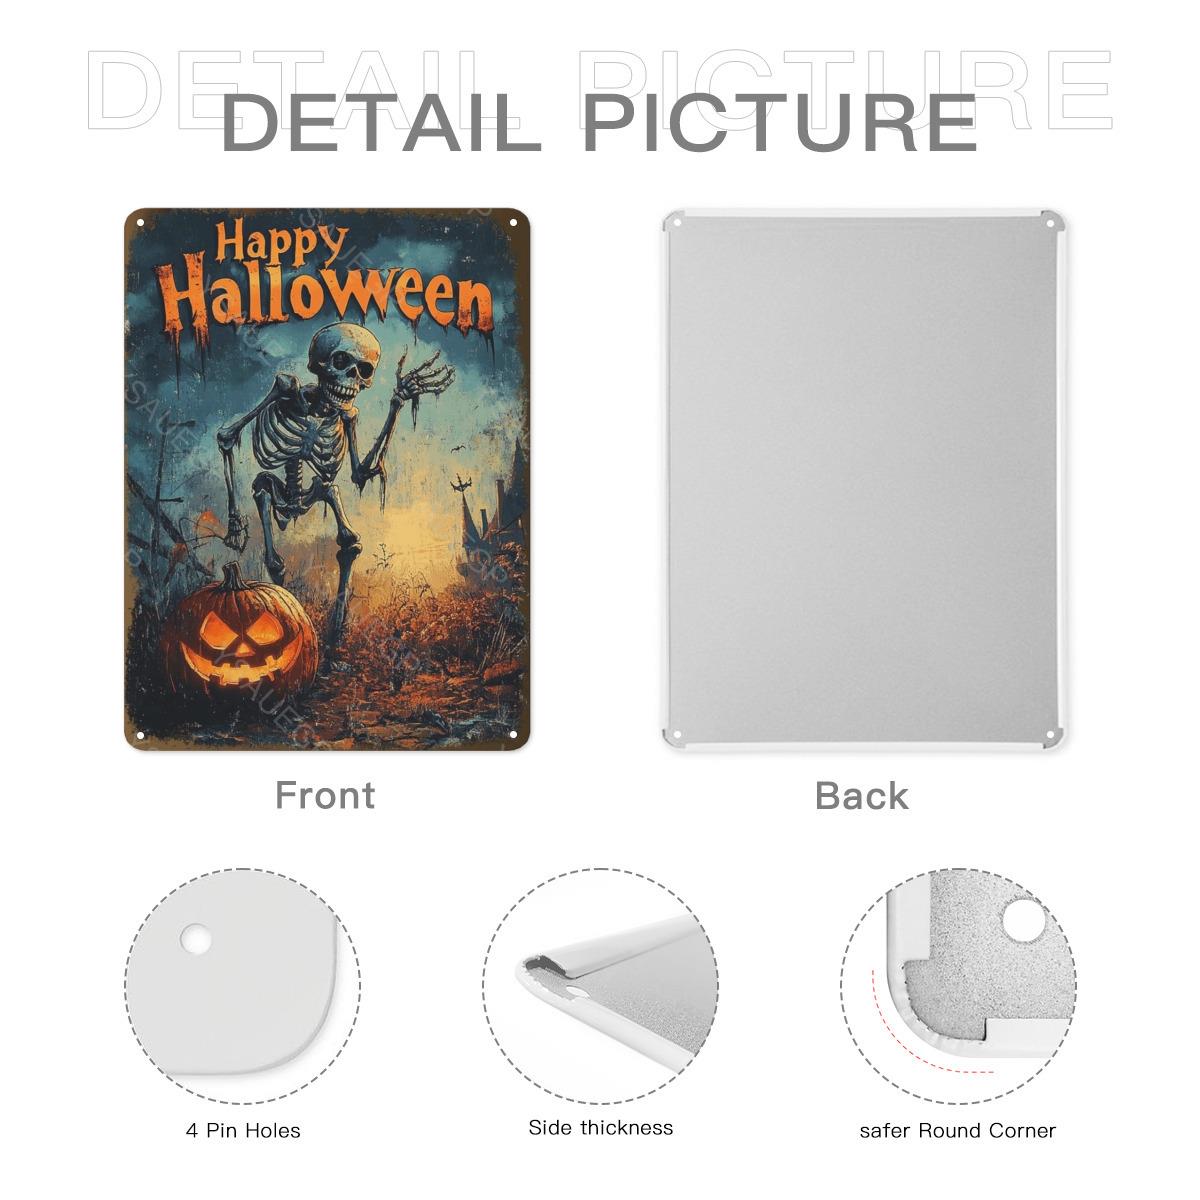 DETAIL PICTURE
DETAIL PICTURE
Happy
Halloween
Front
Back
4 Pin Holes
Side thickness
safer Round Corner